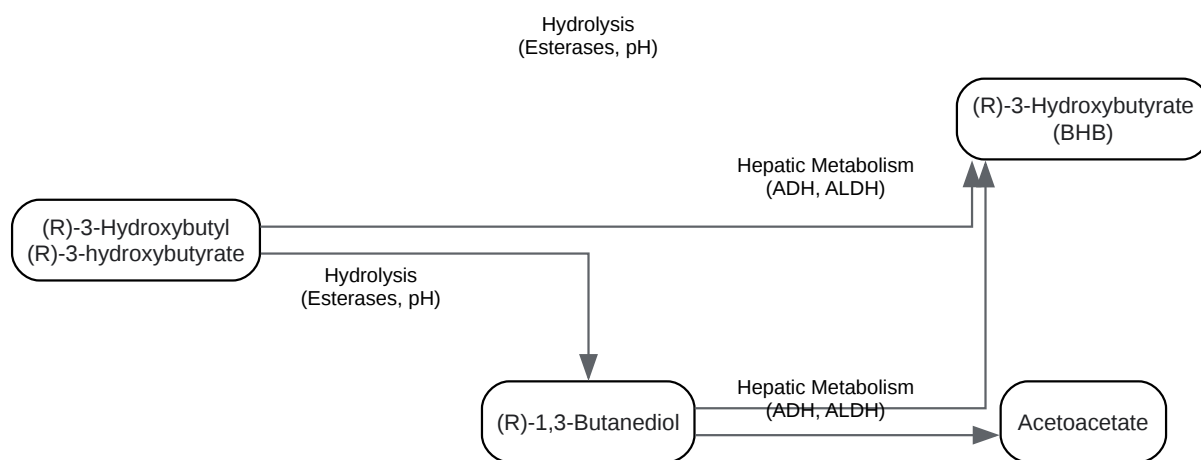 Hydrolysis
(Esterases, pH)
(R)-3-Hydroxybutyrate
(BHB)
Hepatic Metabolism
(ADH, ALDH)
(R)-3-Hydroxybutyl
(R)-3-hydroxybutyrate
Hydrolysis
(Esterases, pH)
Hepatic Metabolism
(ADH, ALDH)
(R)-1,3-Butanediol
Acetoacetate